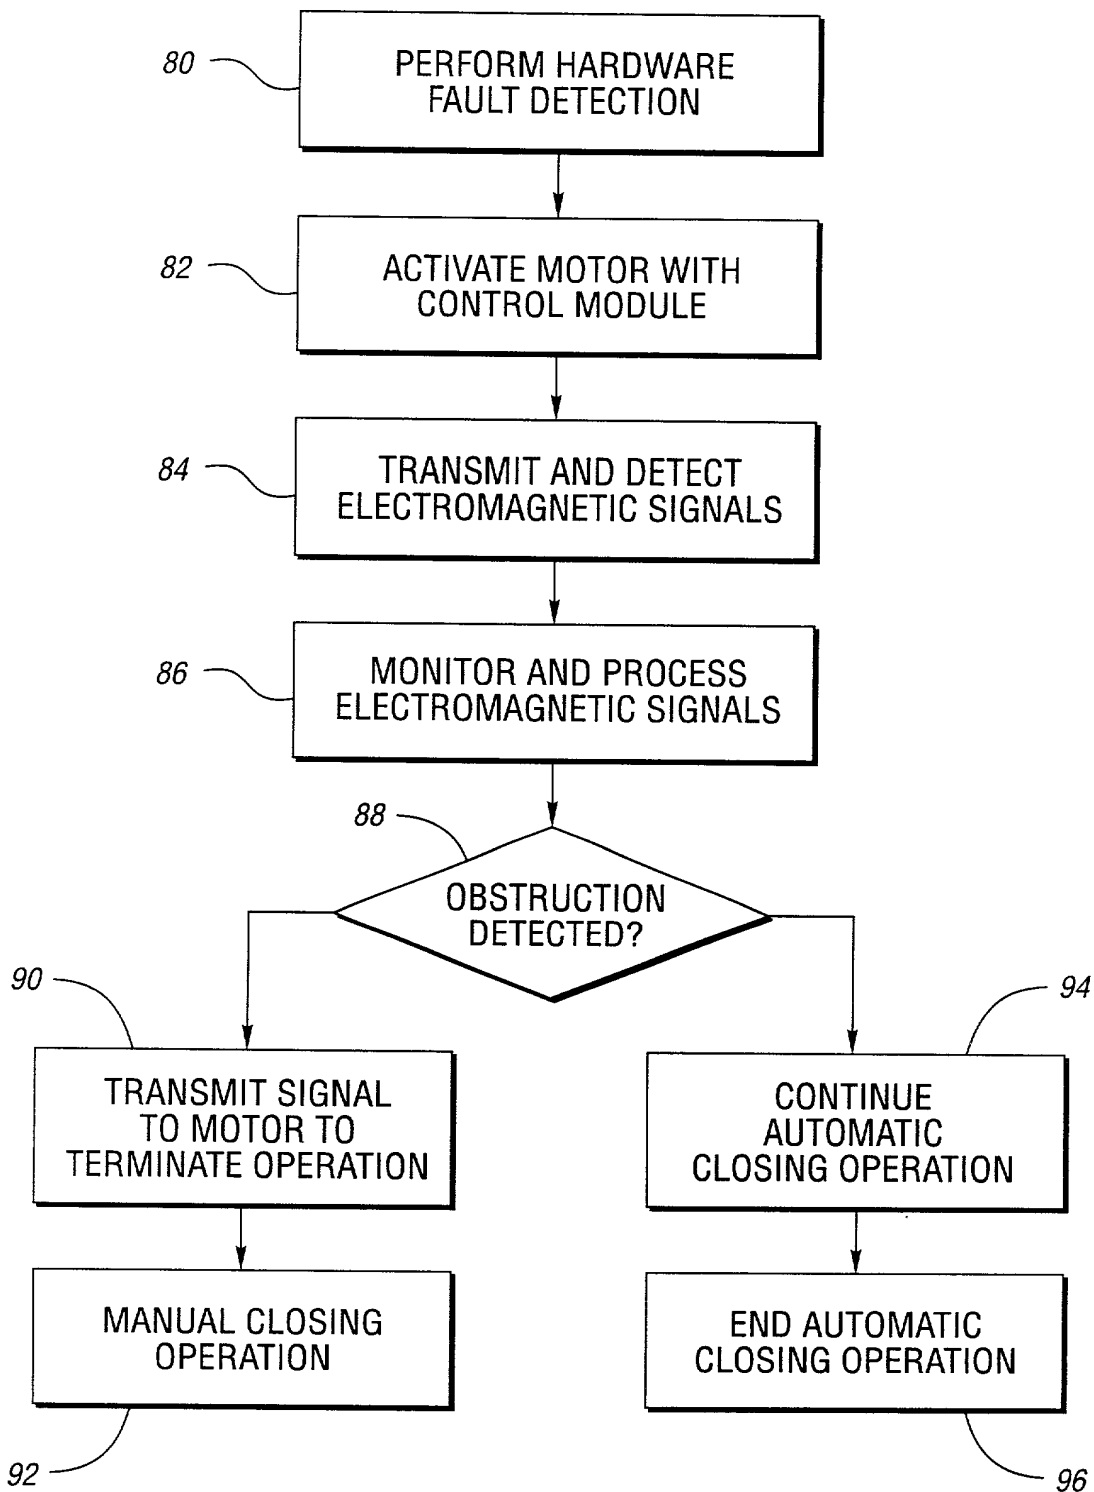 80
PERFORM HARDWARE
FAULT DETECTION
82
ACTIVATE MOTOR WITH
CONTROL MODULE
84
TRANSMIT AND DETECT
ELECTROMAGNETIC SIGNALS
86
MONITOR AND PROCESS
ELECTROMAGNETIC SIGNALS
88
OBSTRUCTION
DETECTED?
90
TRANSMIT SIGNAL
TO MOTOR TO
TERMINATE OPERATION
94
CONTINUE
AUTOMATIC
CLOSING OPERATION
MANUAL CLOSING
OPERATION
92
END AUTOMATIC
CLOSING OPERATION
96